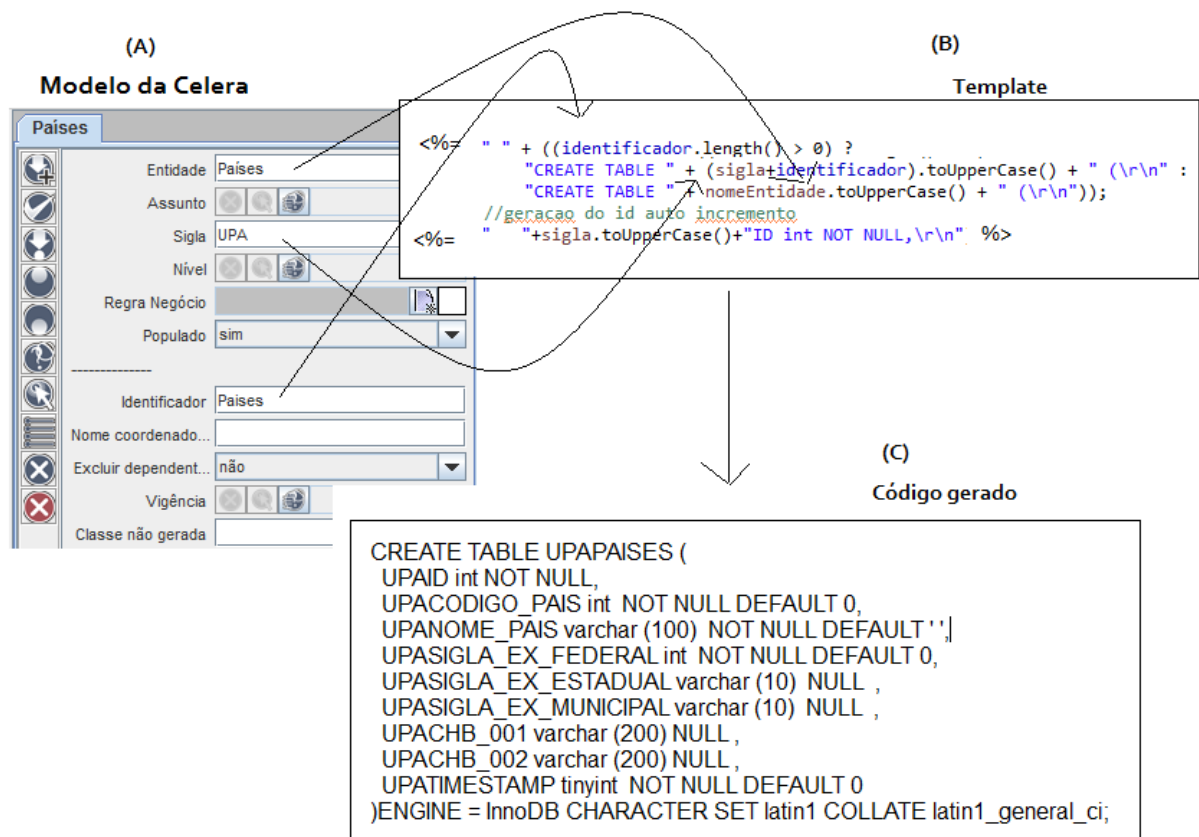 (A)
Modelo da Celera
Países
Entidade Países
Assunto
Sigla UPA
Nível
Regra Negócio
Populado sim
--------------
Identificador Paises
Nome coordenado...
Excluir dependent... não
Vigência
Classe não gerada
(B)
Template
<%= " " + ((identificador.length() > 0) ?
"CREATE TABLE " + (sigla+identificador).toUpperCase() + " (\r\n" :
"CREATE TABLE " + nomeEntidade.toUpperCase() + " (\r\n"));
//geracao do id auto incremento
<%= "   "+sigla.toUpperCase()+"ID int NOT NULL,\r\n" %>
(C)
Código gerado
CREATE TABLE UPAPAISES (
UPAID int NOT NULL,
UPACODIGO_PAIS int NOT NULL DEFAULT 0,
UPANOME_PAIS varchar (100) NOT NULL DEFAULT ' ',
UPASIGLA_EX_FEDERAL int NOT NULL DEFAULT 0,
UPASIGLA_EX_ESTADUAL varchar (10) NULL ,
UPASIGLA_EX_MUNICIPAL varchar (10) NULL ,
UPACHB_001 varchar (200) NULL ,
UPACHB_002 varchar (200) NULL ,
UPATIMESTAMP tinyint NOT NULL DEFAULT 0
)ENGINE = InnoDB CHARACTER SET latin1 COLLATE latin1_general_ci;